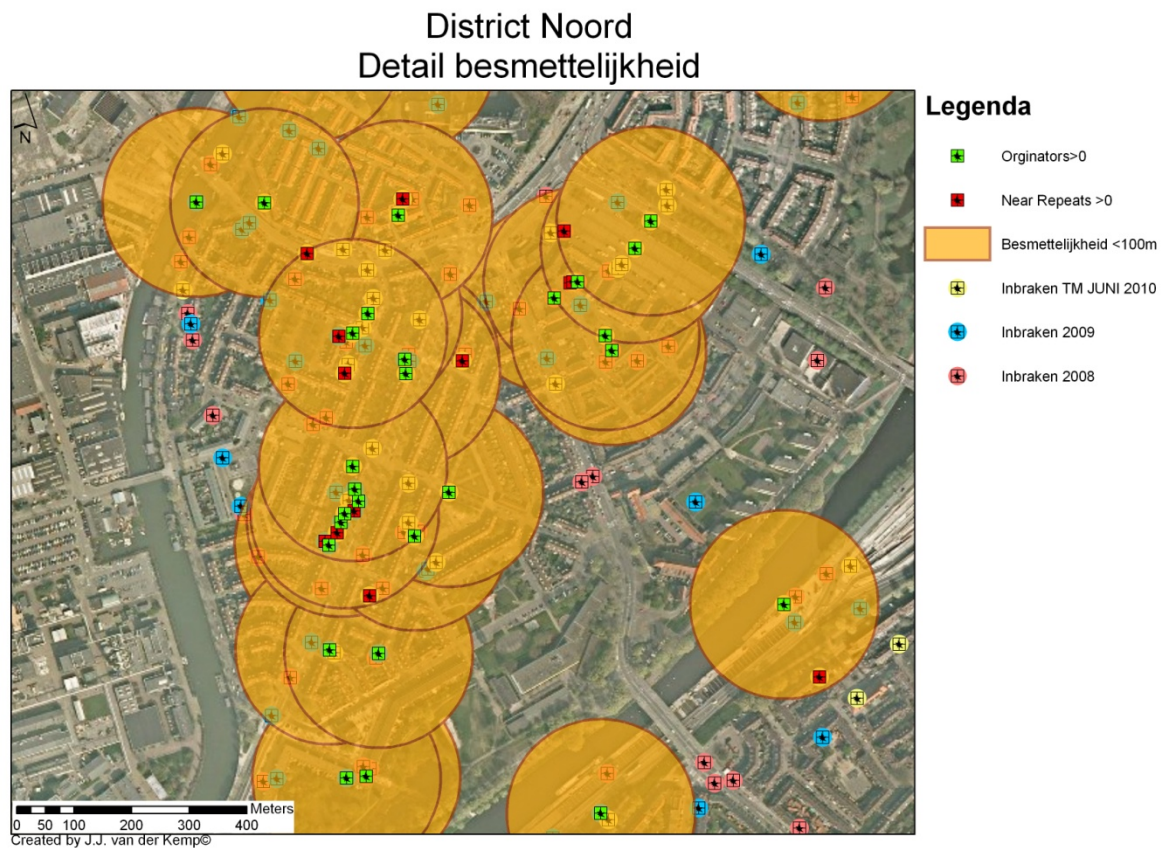 District Noord
Detail besmettelijkheid
N
Legenda
Orginators>0
Near Repeats >0
Besmettelijkheid <100m
Inbraken TM JUNI 2010
Inbraken 2009
Inbraken 2008
Meters
0 50 100 200 300 400
Created by J.J. van der Kemp©